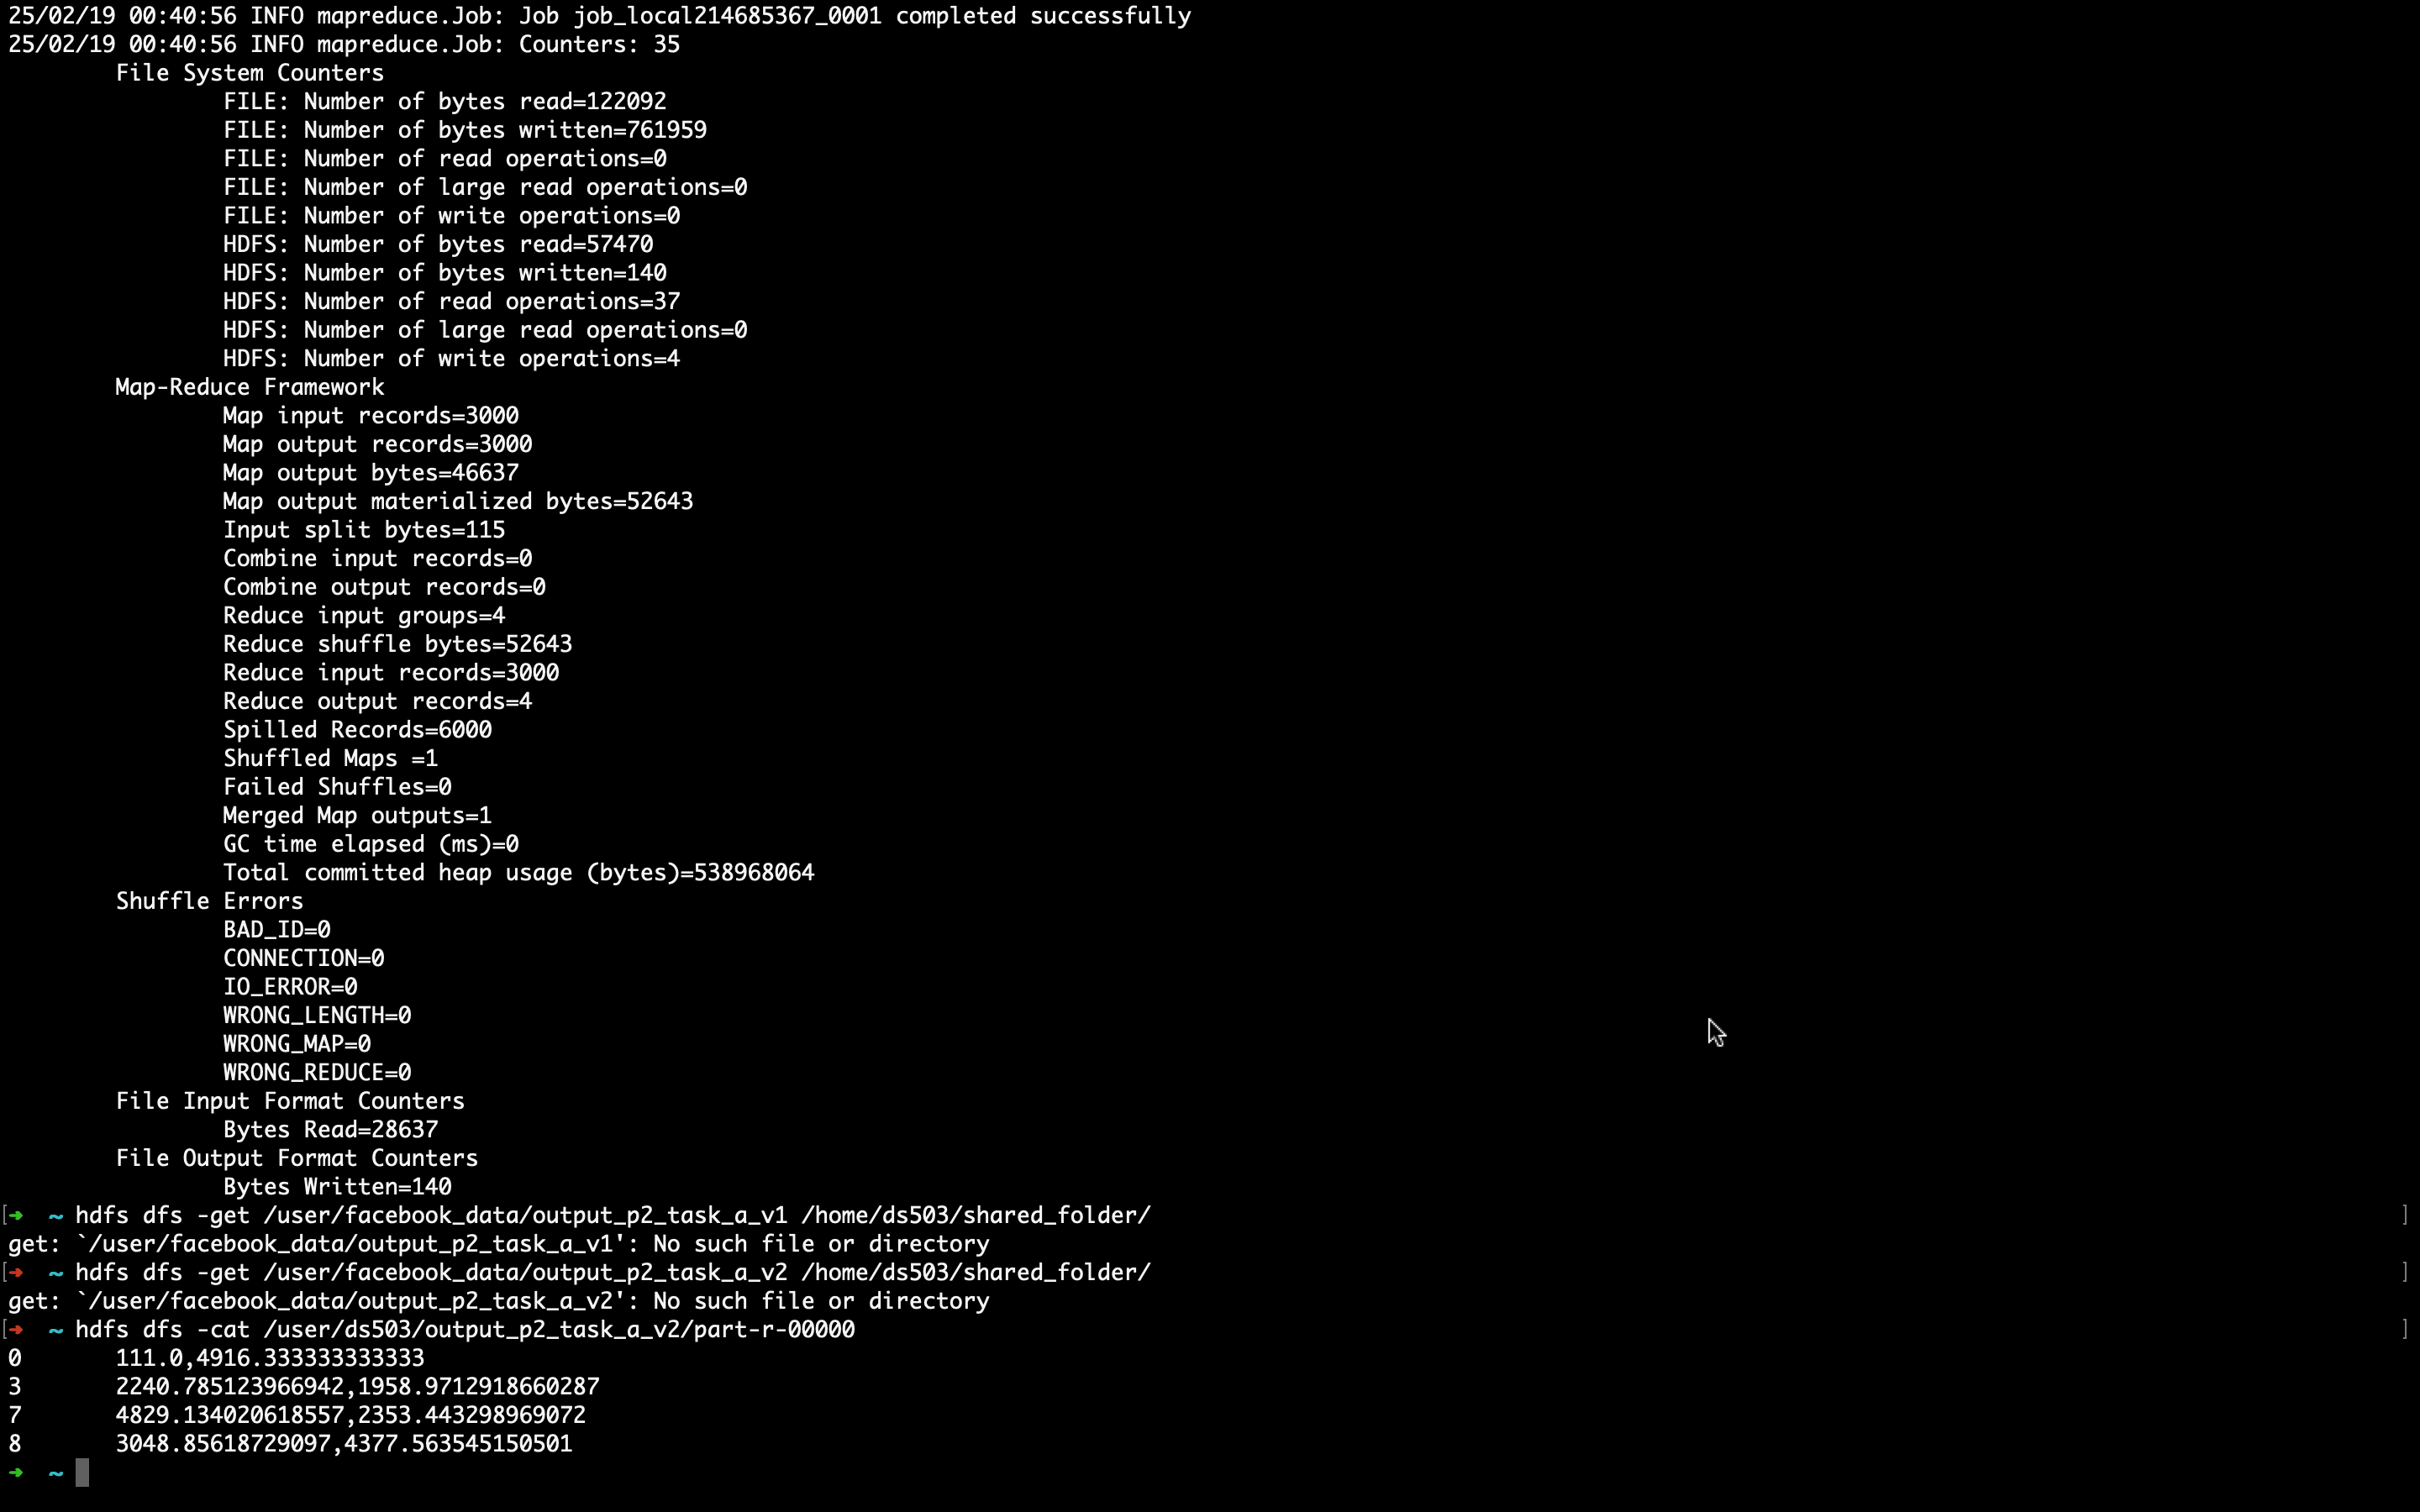 25/02/19 00:40:56 INFO mapreduce.Job: Job job_local214685367_0001 completed successfully
25/02/19 00:40:56 INFO mapreduce.Job: Counters: 35
File System Counters
FILE: Number of bytes read=122092
FILE: Number of bytes written=761959
FILE: Number of read operations=0
FILE: Number of large read operations=0
FILE: Number of write operations=0
HDFS: Number of bytes read=57470
HDFS: Number of bytes written=140
HDFS: Number of read operations=37
HDFS: Number of large read operations=0
HDFS: Number of write operations=4
Map-Reduce Framework
Map input records=3000
Map output records=3000
Map output bytes=46637
Map output materialized bytes=52643
Input split bytes=115
Combine input records=0
Combine output records=0
Reduce input groups=4
Reduce shuffle bytes=52643
Reduce input records=3000
Reduce output records=4
Spilled Records=6000
Shuffled Maps =1
Failed Shuffles=0
Merged Map outputs=1
GC time elapsed (ms)=0
Total committed heap usage (bytes)=538968064
Shuffle Errors
BAD_ID=0
CONNECTION=0
IO_ERROR=0
WRONG_LENGTH=0
WRONG_MAP=0
WRONG_REDUCE=0
File Input Format Counters
Bytes Read=28637
File Output Format Counters
Bytes Written=140
[➜  ~ hdfs dfs -get /user/facebook_data/output_p2_task_a_v1 /home/ds503/shared_folder/ ]
get: `/user/facebook_data/output_p2_task_a_v1': No such file or directory
[➜  ~ hdfs dfs -get /user/facebook_data/output_p2_task_a_v2 /home/ds503/shared_folder/ ]
get: `/user/facebook_data/output_p2_task_a_v2': No such file or directory
[➜  ~ hdfs dfs -cat /user/ds503/output_p2_task_a_v2/part-r-00000 ]
0 111.0,4916.333333333333
3 2240.785123966942,1958.9712918660287
7 4829.134020618557,2353.443298969072
8 3048.85618729097,4377.563545150501
➜  ~